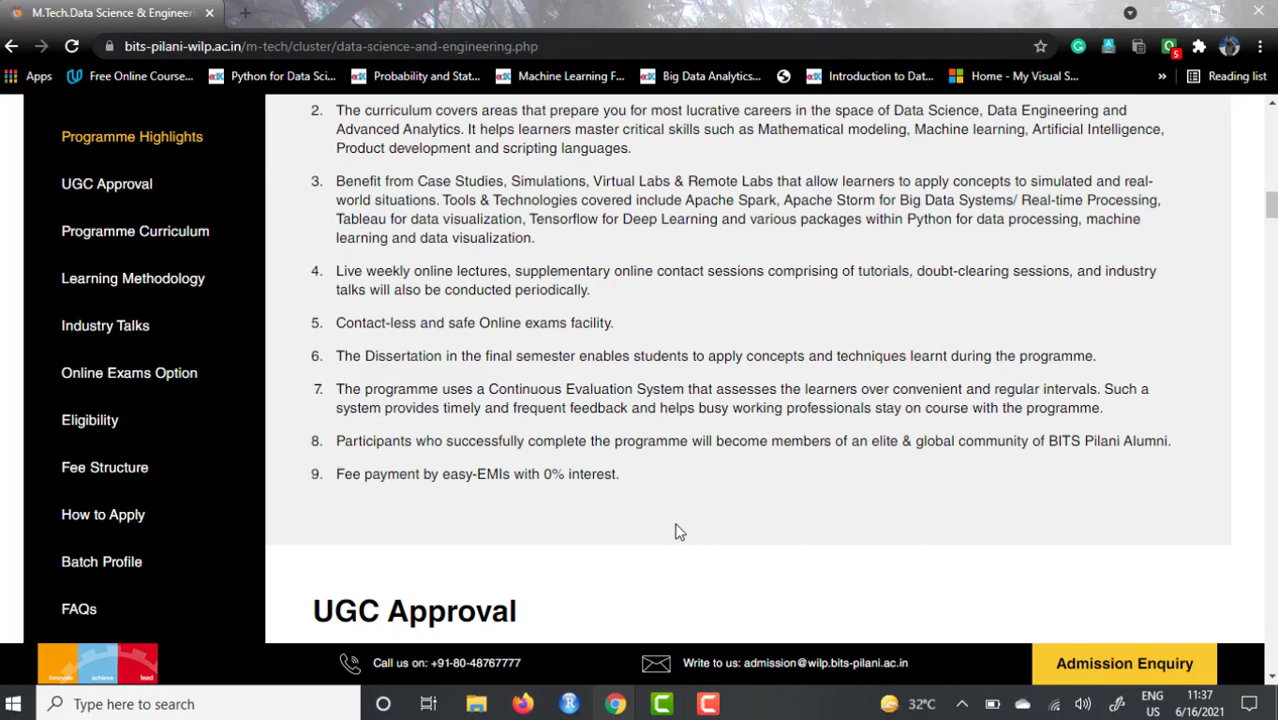 M.Tech.Data Science & Engineeri
bits-pilani-wilp.ac.in/m-tech/cluster/data-science-and-engineering.php
5
Apps
Free Online Course...
edX
Python for Data Sci...
edX
Probability and Stat...
edX
Machine Learning F...
edX
Big Data Analytics...
edX
Introduction to Dat...
Home - My Visual S...
»
Reading list
Programme Highlights
UGC Approval
Programme Curriculum
Learning Methodology
Industry Talks
Online Exams Option
Eligibility
Fee Structure
How to Apply
Batch Profile
FAQs
2. The curriculum covers areas that prepare you for most lucrative careers in the space of Data Science, Data Engineering and
Advanced Analytics. It helps learners master critical skills such as Mathematical modeling, Machine learning, Artificial Intelligence,
Product development and scripting languages.
3. Benefit from Case Studies, Simulations, Virtual Labs & Remote Labs that allow learners to apply concepts to simulated and real-
world situations. Tools & Technologies covered include Apache Spark, Apache Storm for Big Data Systems/ Real-time Processing,
Tableau for data visualization, Tensorflow for Deep Learning and various packages within Python for data processing, machine
learning and data visualization.
4. Live weekly online lectures, supplementary online contact sessions comprising of tutorials, doubt-clearing sessions, and industry
talks will also be conducted periodically.
5. Contact-less and safe Online exams facility.
6. The Dissertation in the final semester enables students to apply concepts and techniques learnt during the programme.
7. The programme uses a Continuous Evaluation System that assesses the learners over convenient and regular intervals. Such a
system provides timely and frequent feedback and helps busy working professionals stay on course with the programme.
8. Participants who successfully complete the programme will become members of an elite & global community of BITS Pilani Alumni.
9. Fee payment by easy-EMIs with 0% interest.
UGC Approval
innovate achieve lead
Call us on: +91-80-48767777
Write to us: admission@wilp.bits-pilani.ac.in
Admission Enquiry
Type here to search
R
C
C
32°C
ENG
US
11:37
6/16/2021